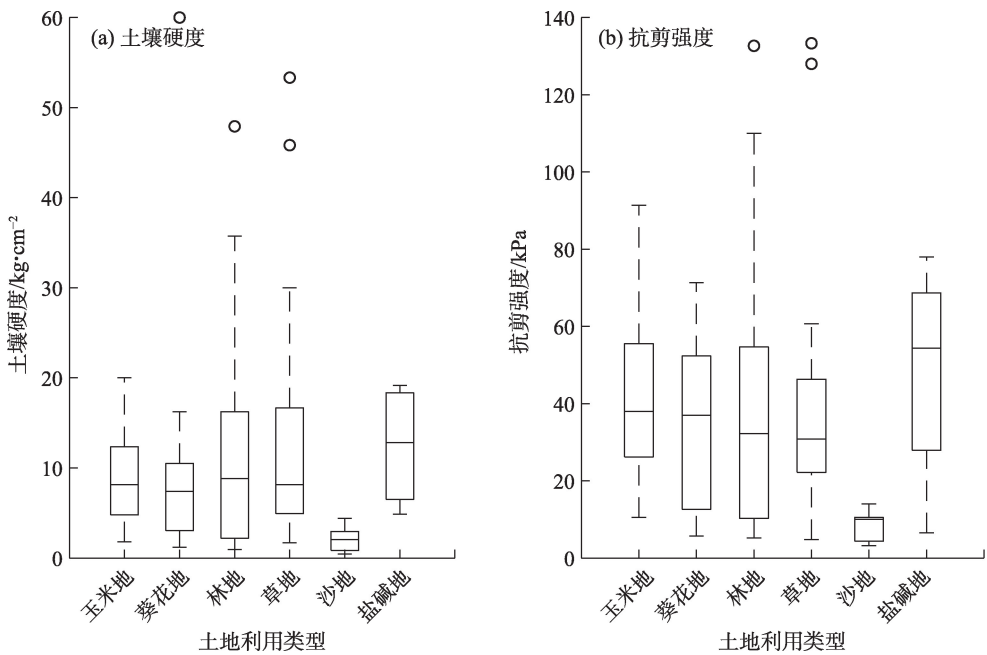 (a) 土壤硬度
60
50
40
30
20
10
0
土壤硬度/kg•cm⁻²
玉米地
葵花地
林地
草地
沙地
盐碱地
土地利用类型
(b) 抗剪强度
140
120
100
80
60
40
20
0
抗剪强度/kPa
玉米地
葵花地
林地
草地
沙地
盐碱地
土地利用类型